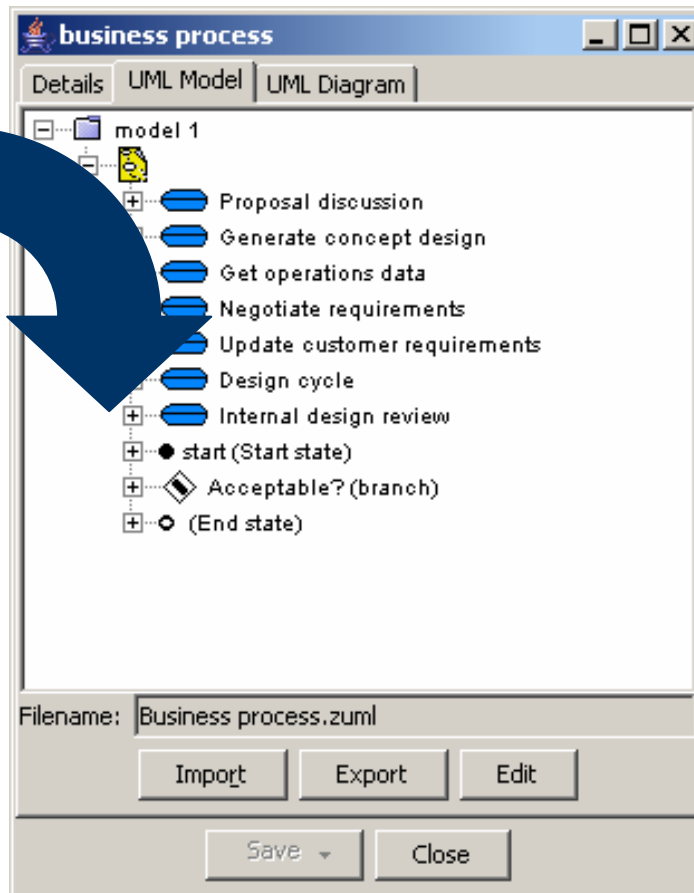 business process
Details UML Model UML Diagram
model 1
Proposal discussion
Generate concept design
Get operations data
Negotiate requirements
Update customer requirements
Design cycle
Internal design review
start (Start state)
Acceptable? (branch)
(End state)
Filename: Business process.zuml
Import Export Edit
Save Close